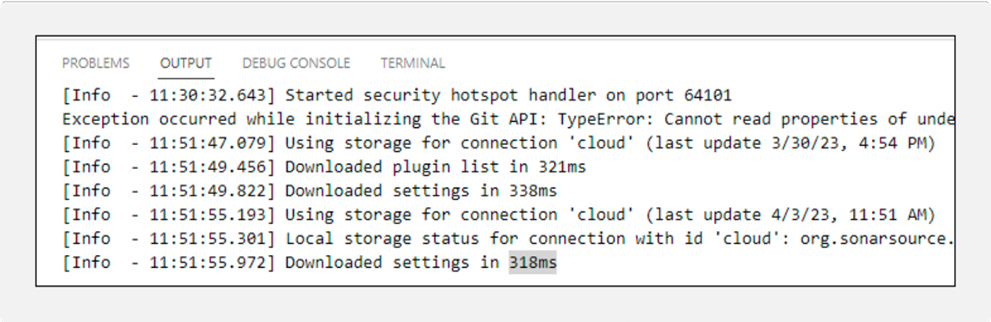 PROBLEMS OUTPUT DEBUG CONSOLE TERMINAL
[Info  - 11:30:32.643] Started security hotspot handler on port 64101
Exception occurred while initializing the Git API: TypeError: Cannot read properties of unde
[Info  - 11:51:47.079] Using storage for connection 'cloud' (last update 3/30/23, 4:54 PM)
[Info  - 11:51:49.456] Downloaded plugin list in 321ms
[Info  - 11:51:49.822] Downloaded settings in 338ms
[Info  - 11:51:55.193] Using storage for connection 'cloud' (last update 4/3/23, 11:51 AM)
[Info  - 11:51:55.301] Local storage status for connection with id 'cloud': org.sonarsource.
[Info  - 11:51:55.972] Downloaded settings in 318ms